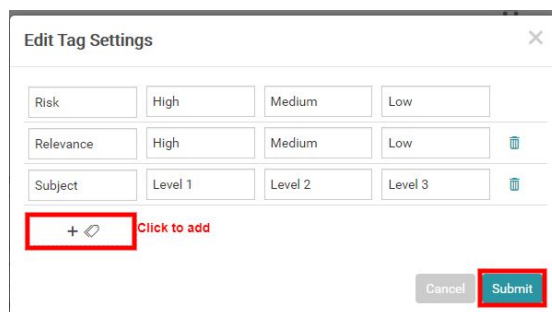 Edit Tag Settings
Risk High Medium Low
Relevance High Medium Low
Subject Level 1 Level 2 Level 3
+ Click to add
Cancel Submit